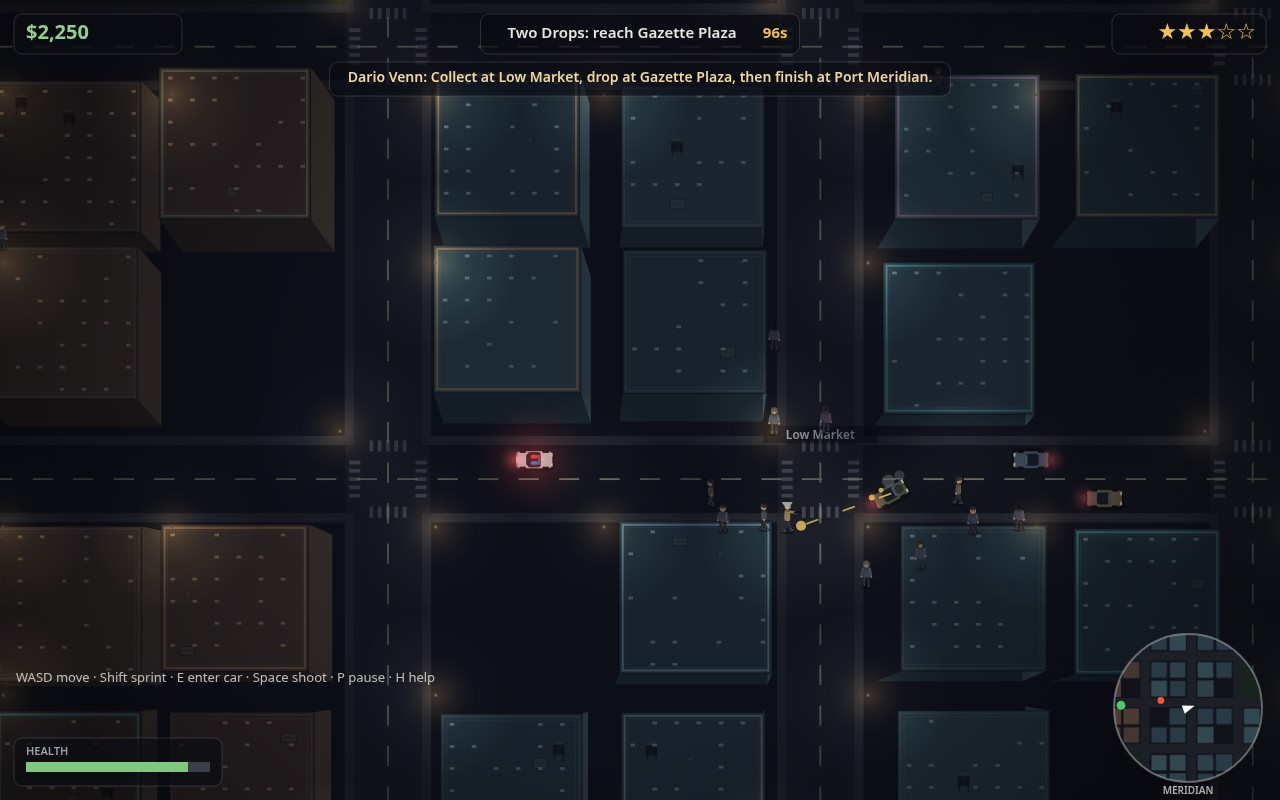 $2,250
Two Drops: reach Gazette Plaza 96s
★★★☆☆
Dario Venn: Collect at Low Market, drop at Gazette Plaza, then finish at Port Meridian.
Low Market
WASD move · Shift sprint · E enter car · Space shoot · P pause · H help
HEALTH
MERIDIAN